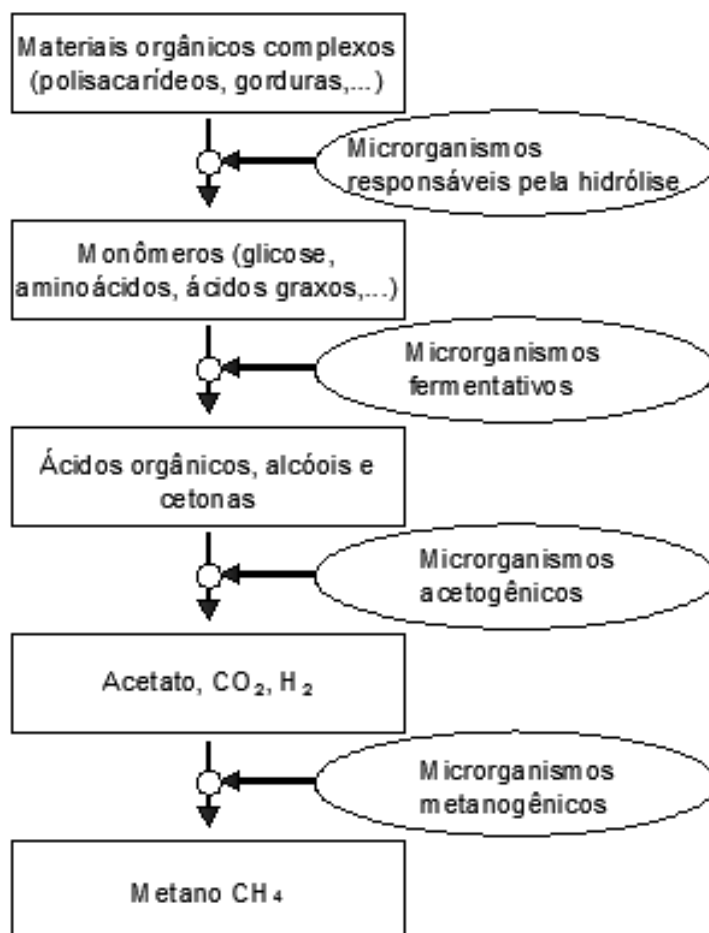 Materiais orgânicos complexos
(polisacarídeos, gorduras,...)
Microrganismos
responsáveis pela hidrólise
Monômeros (glicose,
aminoácidos, ácidos graxos,...)
Microrganismos
fermentativos
Ácidos orgânicos, alcóois e
cetonas
Microrganismos
acetogênicos
Acetato, CO₂, H₂
Microrganismos
metanogênicos
Metano CH₄